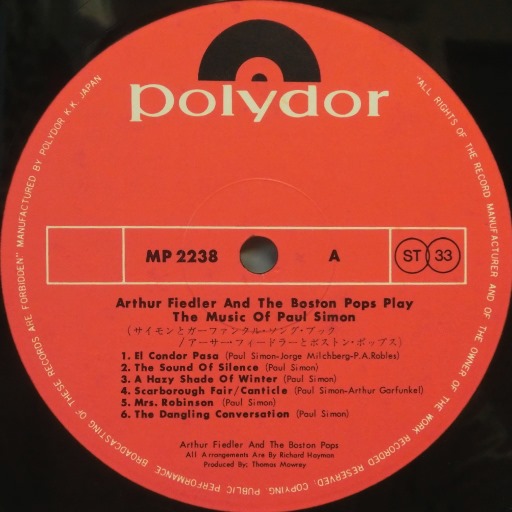 polydor
MP 2238
A
ST 33
Arthur Fiedler And The Boston Pops Play
The Music Of Paul Simon
(サイモンとガーファンクル・ソング・ブック
/アーサー・フィードラーとボストン・ポップス)
1. El Condor Pasa (Paul Simon-Jorge Milchberg-P.A.Robles)
2. The Sound Of Silence (Paul Simon)
3. A Hazy Shade Of Winter (Paul Simon)
4. Scarborough Fair/Canticle (Paul Simon-Arthur Garfunkel)
5. Mrs. Robinson (Paul Simon)
6. The Dangling Conversation (Paul Simon)
Arthur Fiedler And The Boston Pops
All Arrangements Are By Richard Hayman
Produced By; Thomas Mowrey
"ALL RIGHTS OF THE RECORD MANUFACTURER AND OF THE OWNER OF THE WORK RECORDED RESERVED. COPYING, PUBLIC PERFORMANCE, BROADCASTING OF THESE RECORDS ARE FORBIDDEN" MANUFACTURED BY POLYDOR K.K. JAPAN